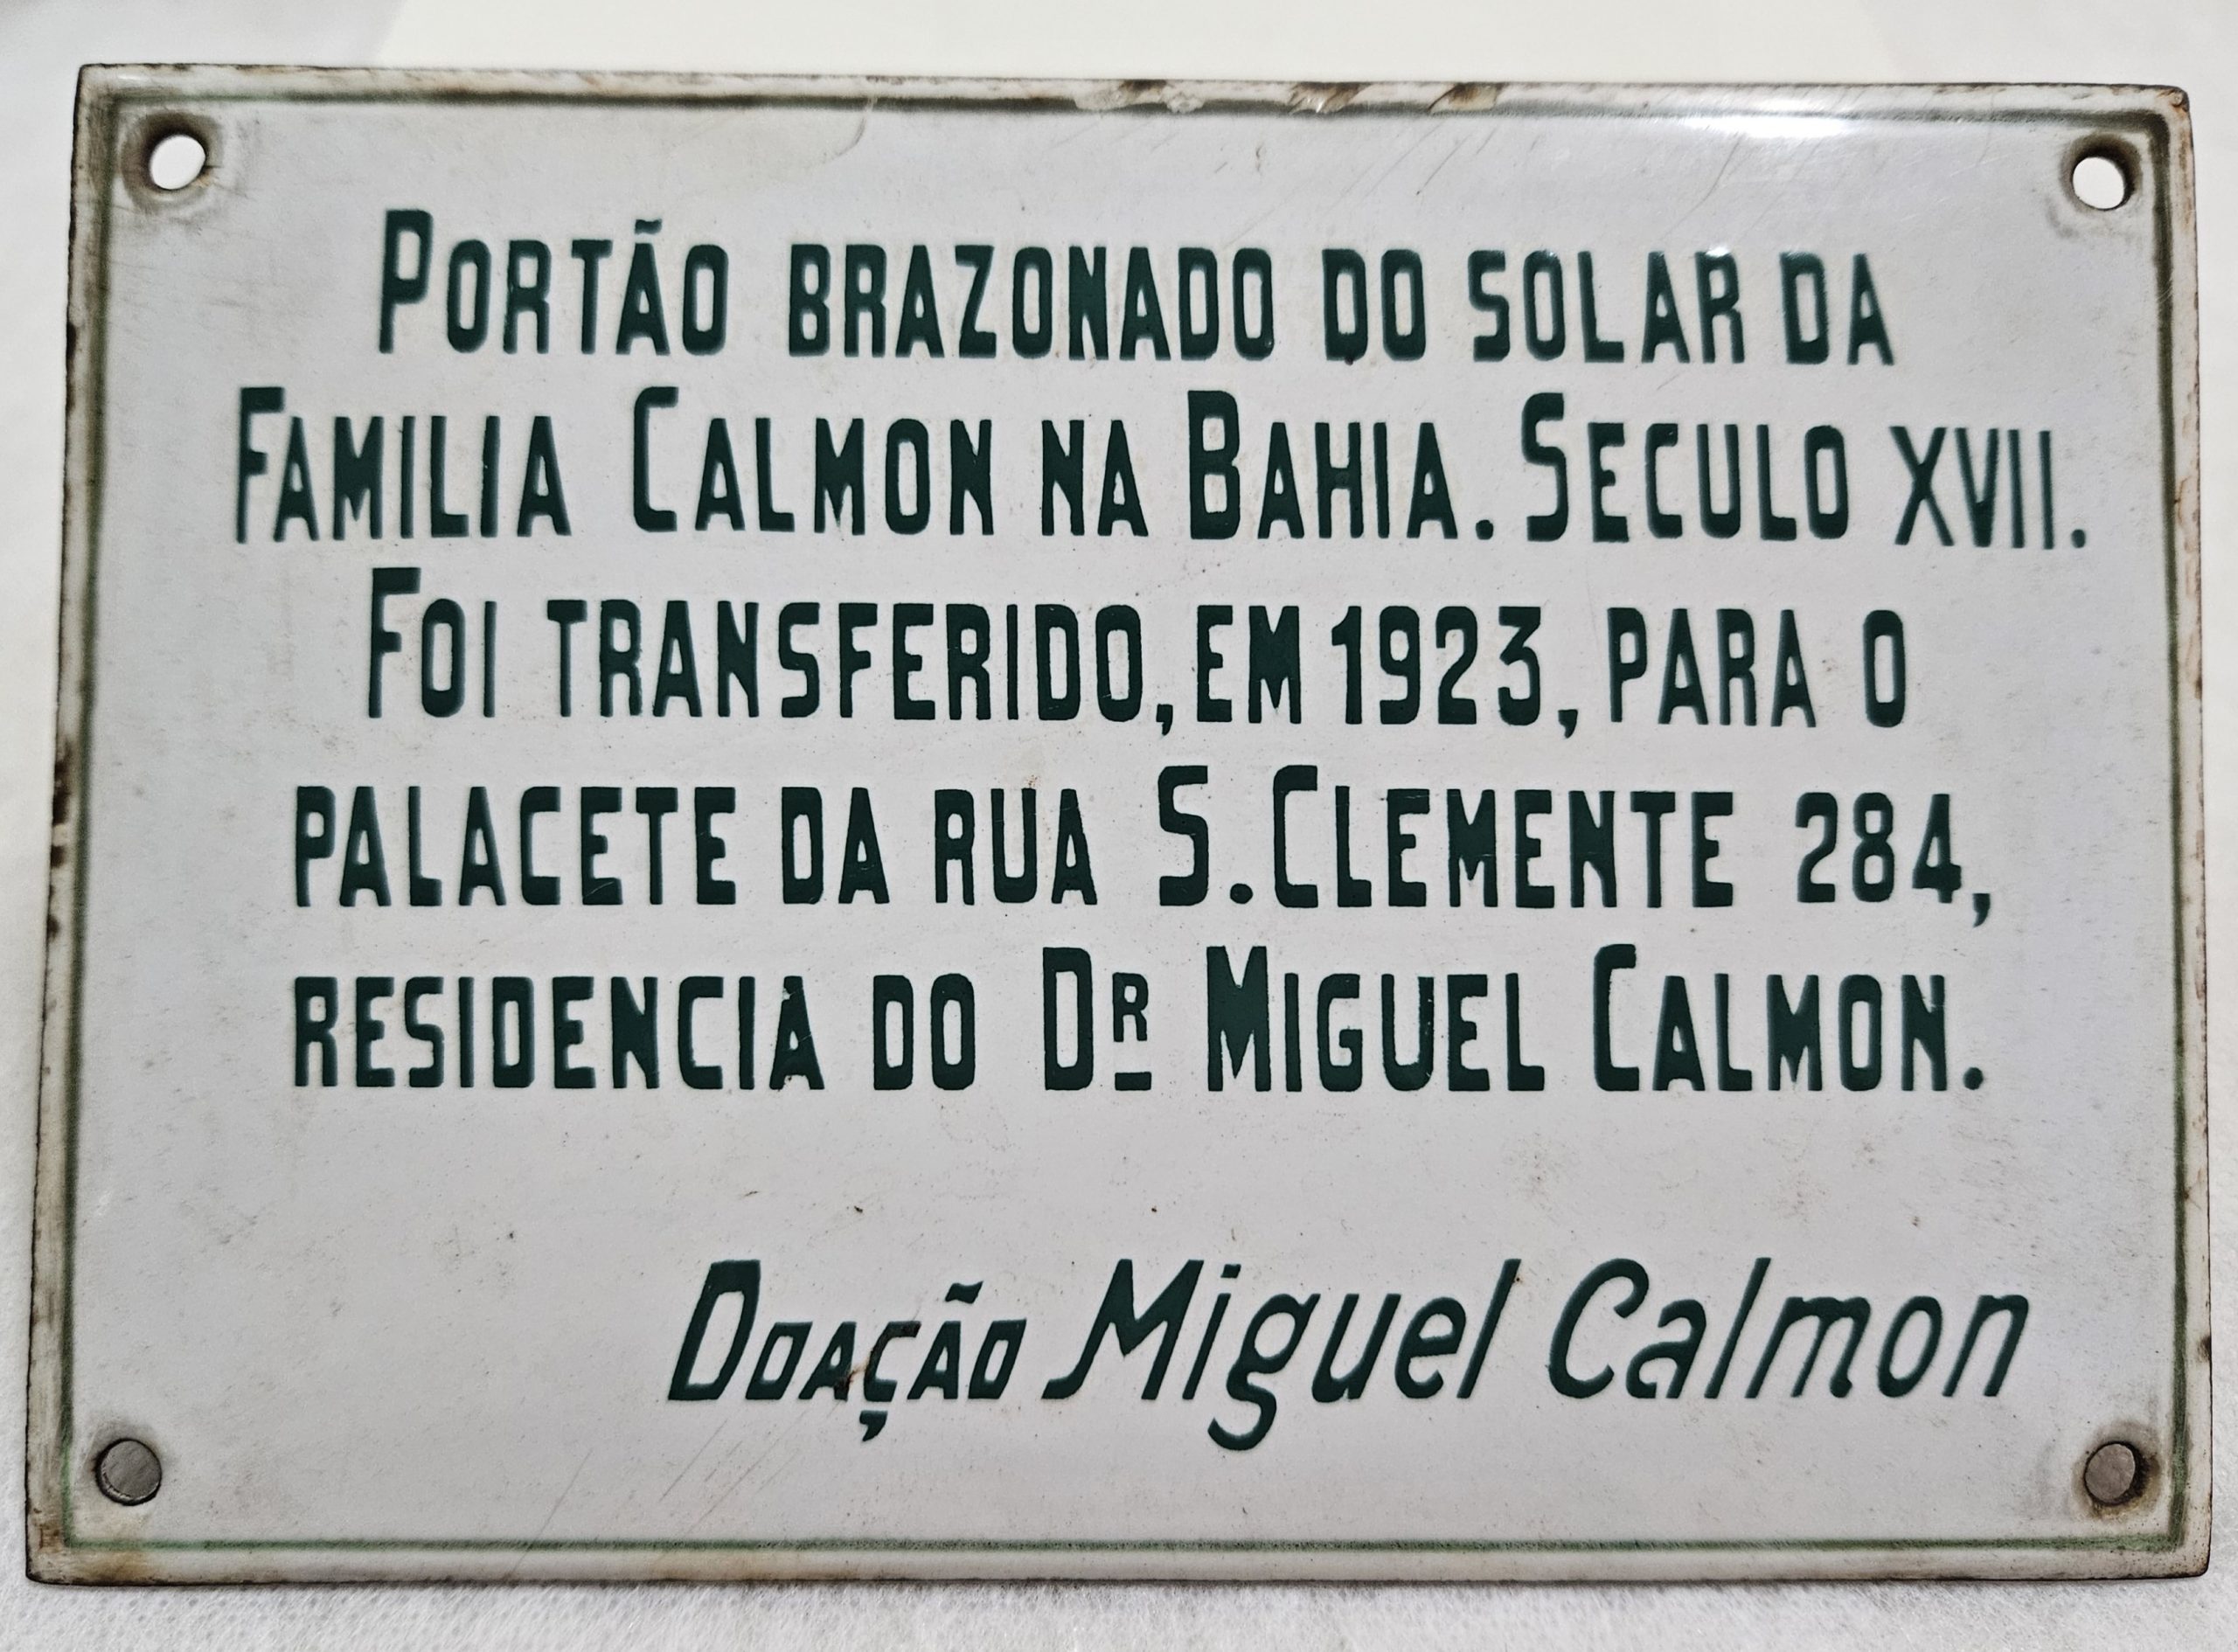 PORTÃO BRAZONADO DO SOLAR DA
FAMILIA CALMON NA BAHIA. SECULO XVII.
FOI TRANSFERIDO, EM 1923, PARA O
PALACETE DA RUA S. CLEMENTE 284,
RESIDENCIA DO DR MIGUEL CALMON.
DOAÇÃO Miguel Calmon